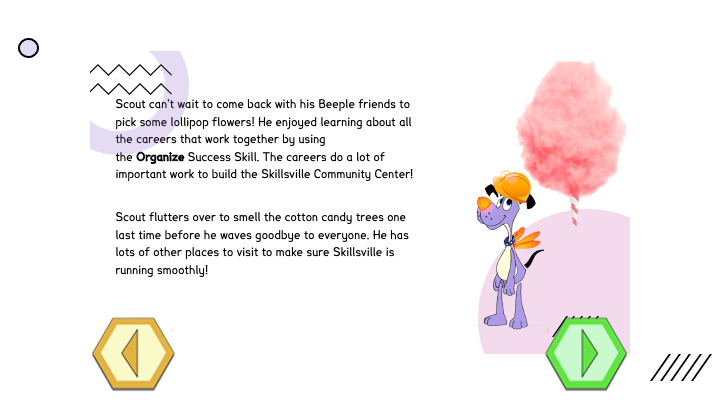 Scout can't wait to come back with his Beeple friends to
pick some lollipop flowers! He enjoyed learning about all
the careers that work together by using
the Organize Success Skill. The careers do a lot of
important work to build the Skillsville Community Center!
Scout flutters over to smell the cotton candy trees one
last time before he waves goodbye to everyone. He has
lots of other places to visit to make sure Skillsville is
running smoothly!